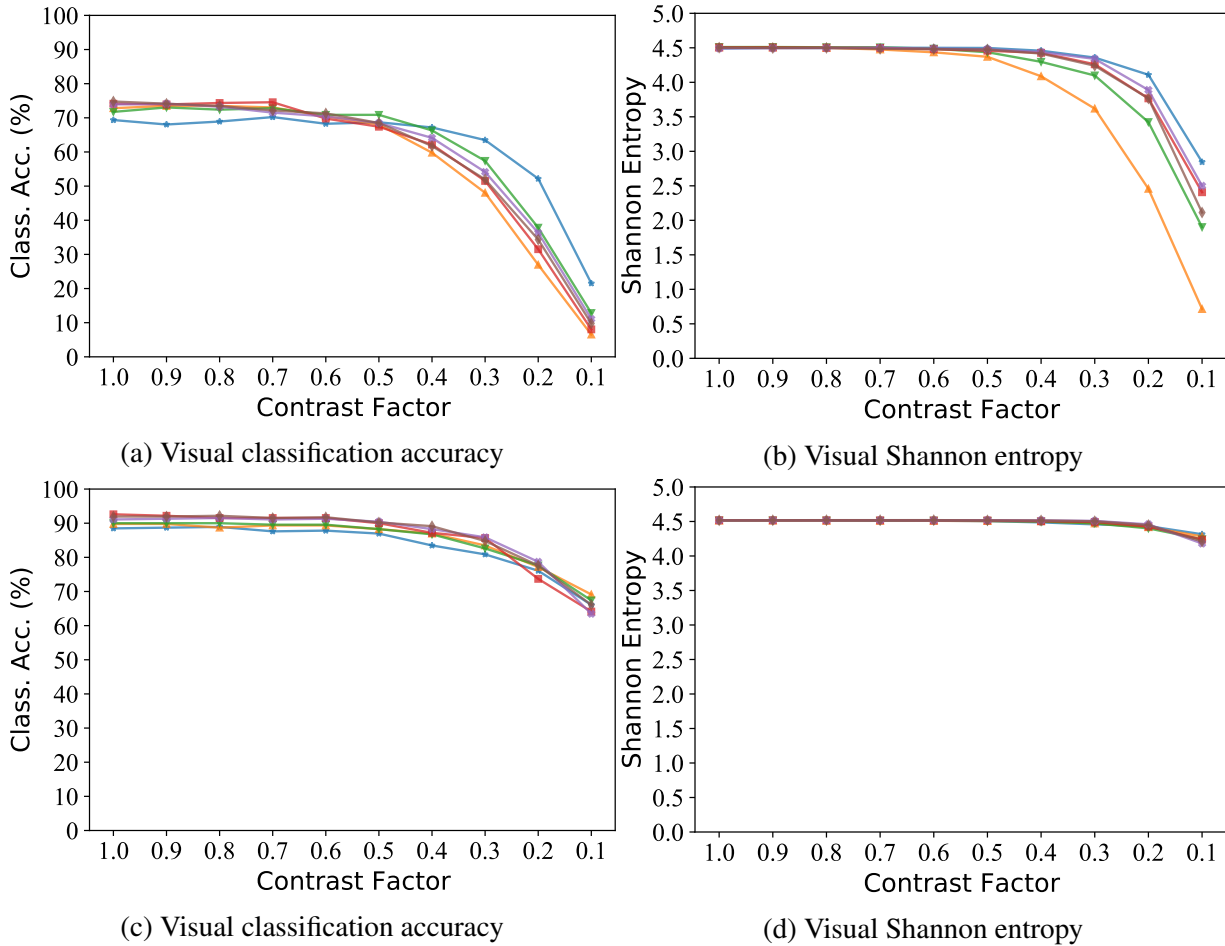 100
90
80
70
60
50
40
30
20
10
0
Class. Acc. (%)
1.0 0.9 0.8 0.7 0.6 0.5 0.4 0.3 0.2 0.1
Contrast Factor
(a) Visual classification accuracy
5.0
4.5
4.0
3.5
3.0
2.5
2.0
1.5
1.0
0.5
0.0
Shannon Entropy
1.0 0.9 0.8 0.7 0.6 0.5 0.4 0.3 0.2 0.1
Contrast Factor
(b) Visual Shannon entropy
100
90
80
70
60
50
40
30
20
10
0
Class. Acc. (%)
1.0 0.9 0.8 0.7 0.6 0.5 0.4 0.3 0.2 0.1
Contrast Factor
(c) Visual classification accuracy
5.0
4.5
4.0
3.5
3.0
2.5
2.0
1.5
1.0
0.5
0.0
Shannon Entropy
1.0 0.9 0.8 0.7 0.6 0.5 0.4 0.3 0.2 0.1
Contrast Factor
(d) Visual Shannon entropy